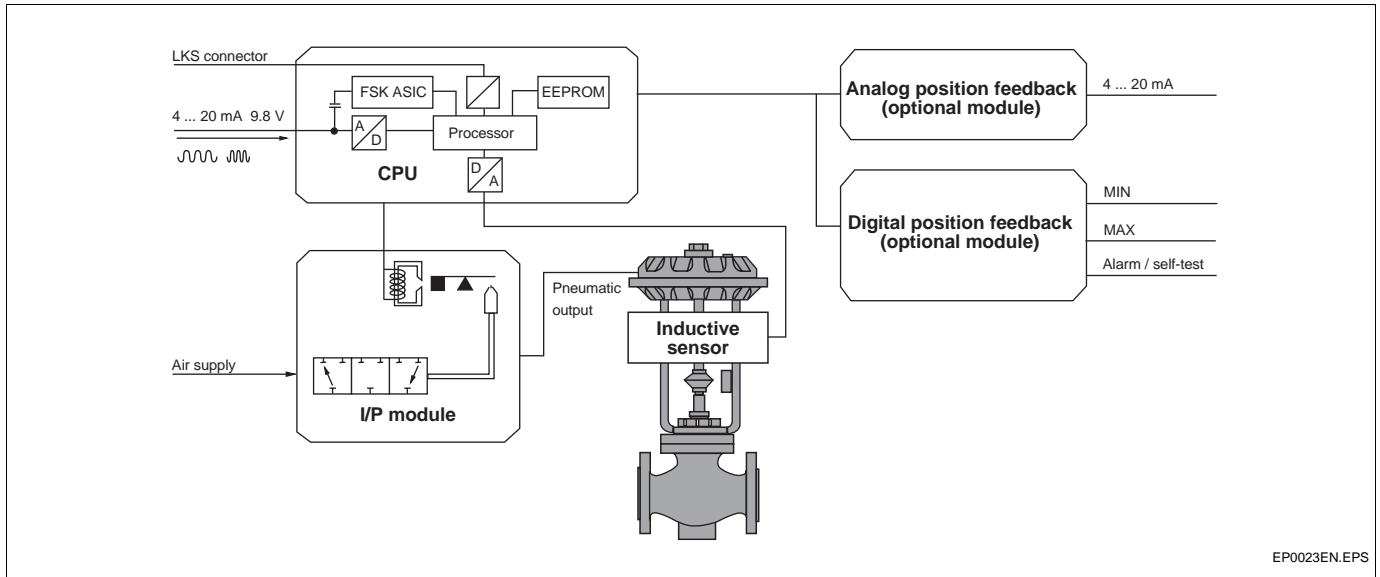 LKS connector
FSK ASIC
EEPROM
4 ... 20 mA 9.8 V
A
D
Processor
CPU
D
A
Analog position feedback
(optional module)
4 ... 20 mA
Digital position feedback
(optional module)
MIN
MAX
Alarm / self-test
Pneumatic
output
Inductive
sensor
Air supply
I/P module
EP0023EN.EPS